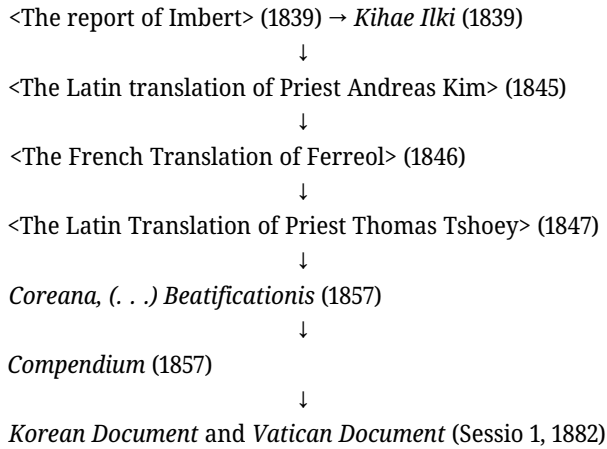 <The report of Imbert> (1839) → Kihae Ilki (1839)
↓
<The Latin translation of Priest Andreas Kim> (1845)
↓
<The French Translation of Ferreol> (1846)
↓
<The Latin Translation of Priest Thomas Tshoey> (1847)
↓
Coreana, (. . .) Beatificationis (1857)
↓
Compendium (1857)
↓
Korean Document and Vatican Document (Sessio 1, 1882)